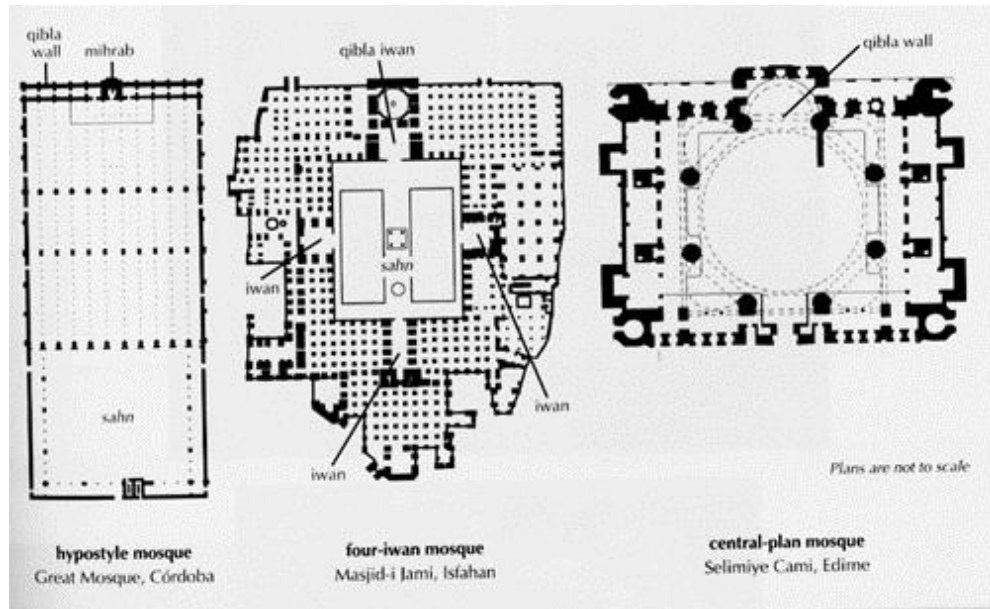 qibla
wall
mihrab
sahn
hypostyle mosque
Great Mosque, Córdoba
qibla iwan
iwan
sahn
iwan
iwan
four-iwan mosque
Masjid-i Jami, Isfahan
qibla wall
Plans are not to scale
central-plan mosque
Selimiye Cami, Edirne